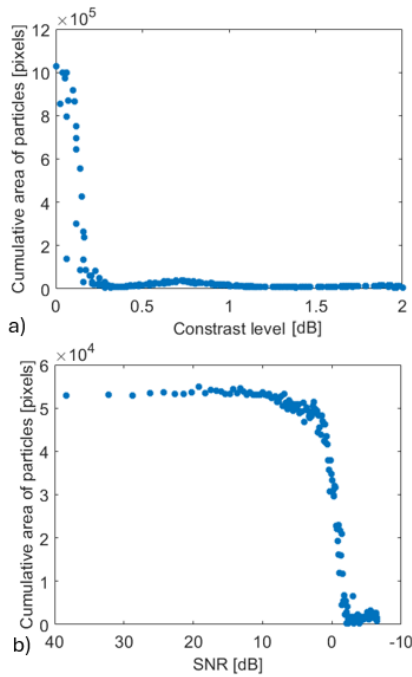 ×10^5
Cumulative area of particles [pixels]
12
10
8
6
4
2
0
0 0.5 1 1.5 2
Constrast level [dB]
a)
×10^4
Cumulative area of particles [pixels]
6
5
4
3
2
1
0
40 30 20 10 0 -10
SNR [dB]
b)